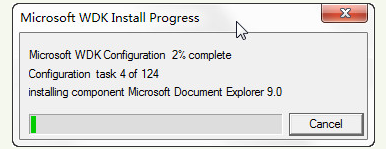 Microsoft WDK Install Progress
Microsoft WDK Configuration 2% complete
Configuration task 4 of 124
installing component Microsoft Document Explorer 9.0
Cancel